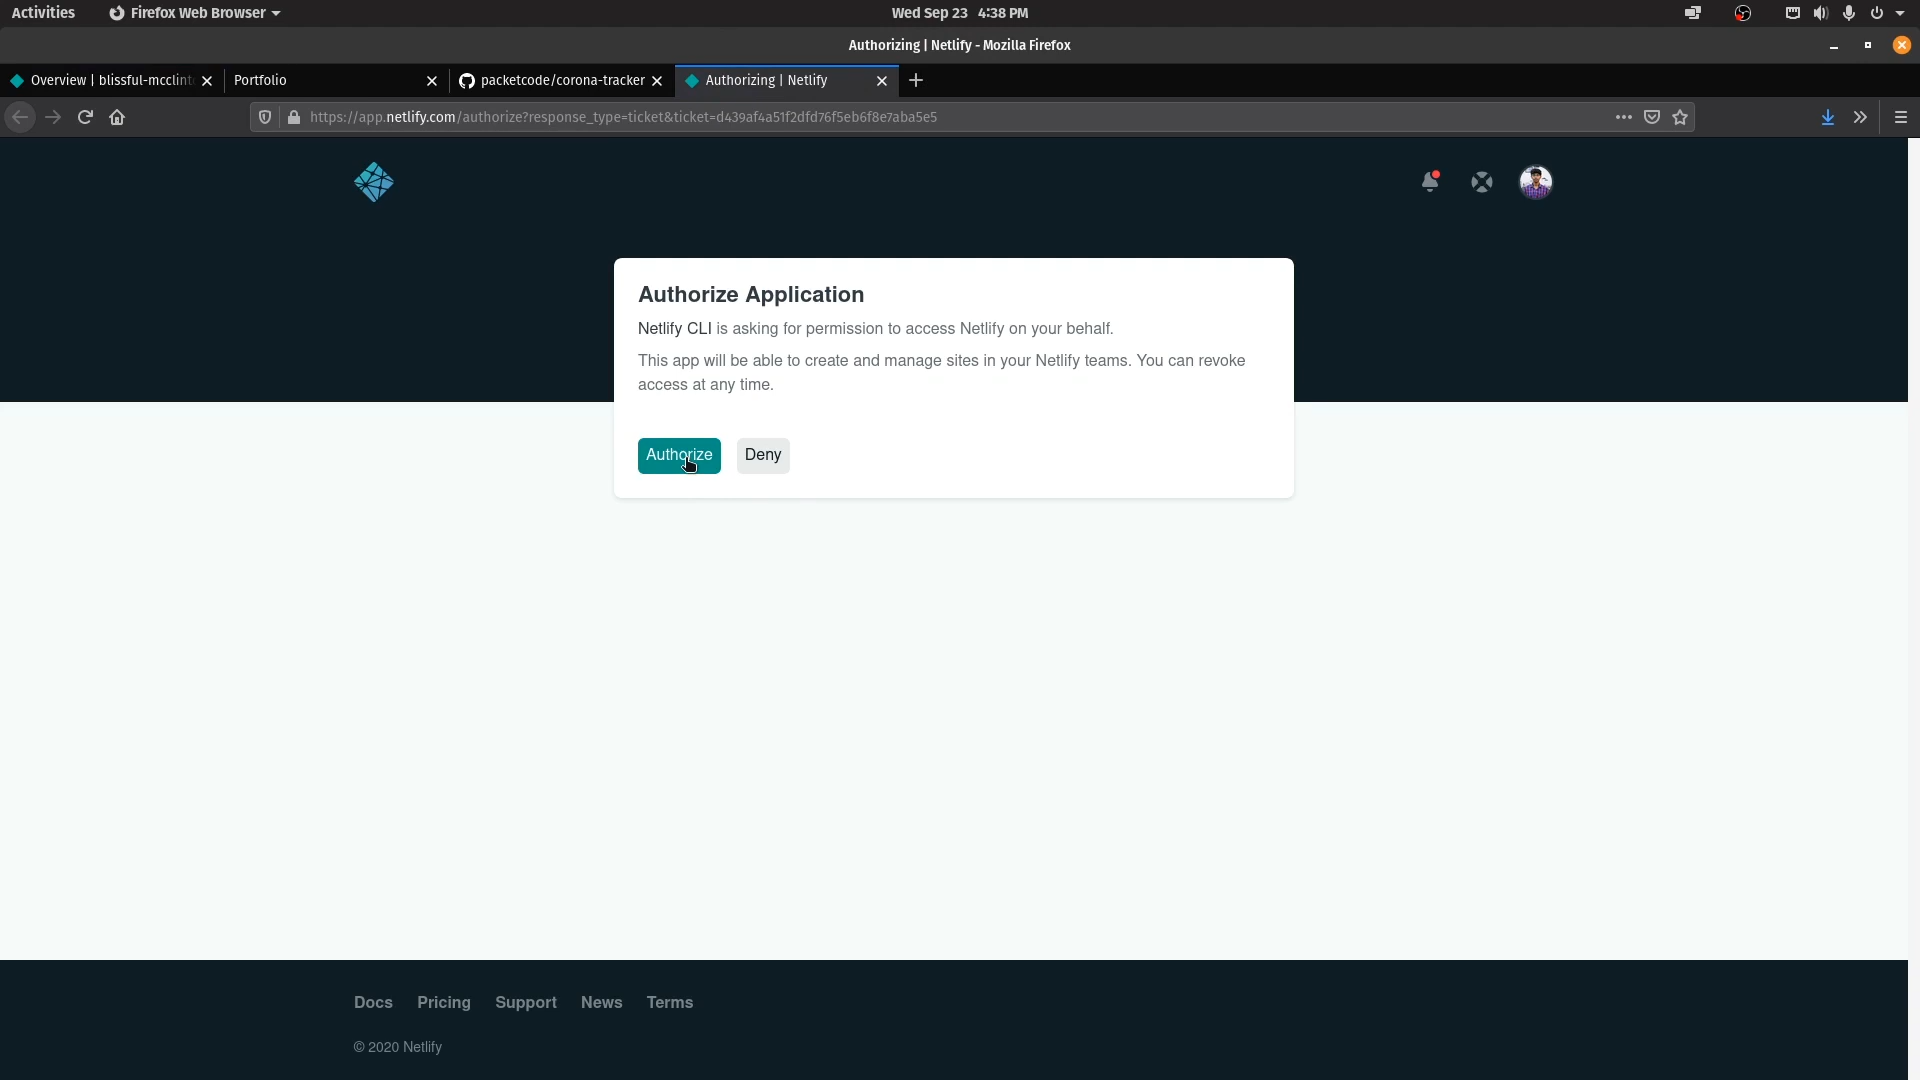 Activities
Firefox Web Browser
Wed Sep 23 4:38 PM
Authorizing | Netlify - Mozilla Firefox
Overview | blissful-mcclint
Portfolio
packetcode/corona-tracker
Authorizing | Netlify
https://app.netlify.com/authorize?response_type=ticket&ticket=d439af4a51f2dfd76f5eb6f8e7aba5e5
Authorize Application
Netlify CLI is asking for permission to access Netlify on your behalf.
This app will be able to create and manage sites in your Netlify teams. You can revoke
access at any time.
Authorize
Deny
Docs Pricing Support News Terms
© 2020 Netlify